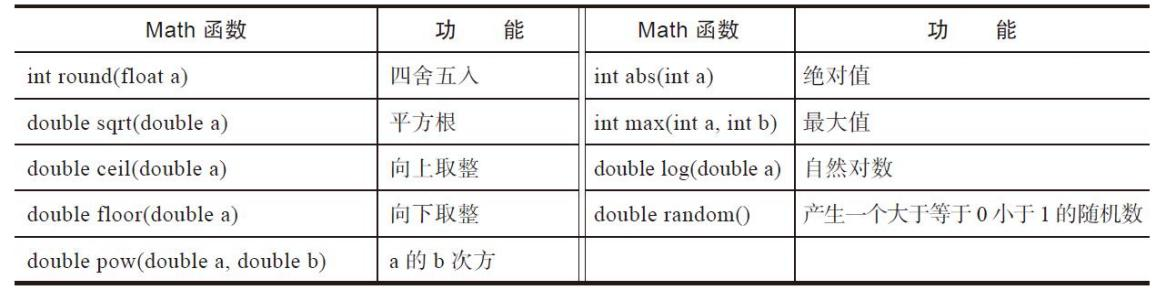 Math 函数 功 能 Math 函数 功 能
int round(float a) 四舍五入 int abs(int a) 绝对值
double sqrt(double a) 平方根 int max(int a, int b) 最大值
double ceil(double a) 向上取整 double log(double a) 自然对数
double floor(double a) 向下取整 double random() 产生一个大于等于 0 小于 1 的随机数
double pow(double a, double b) a 的 b 次方